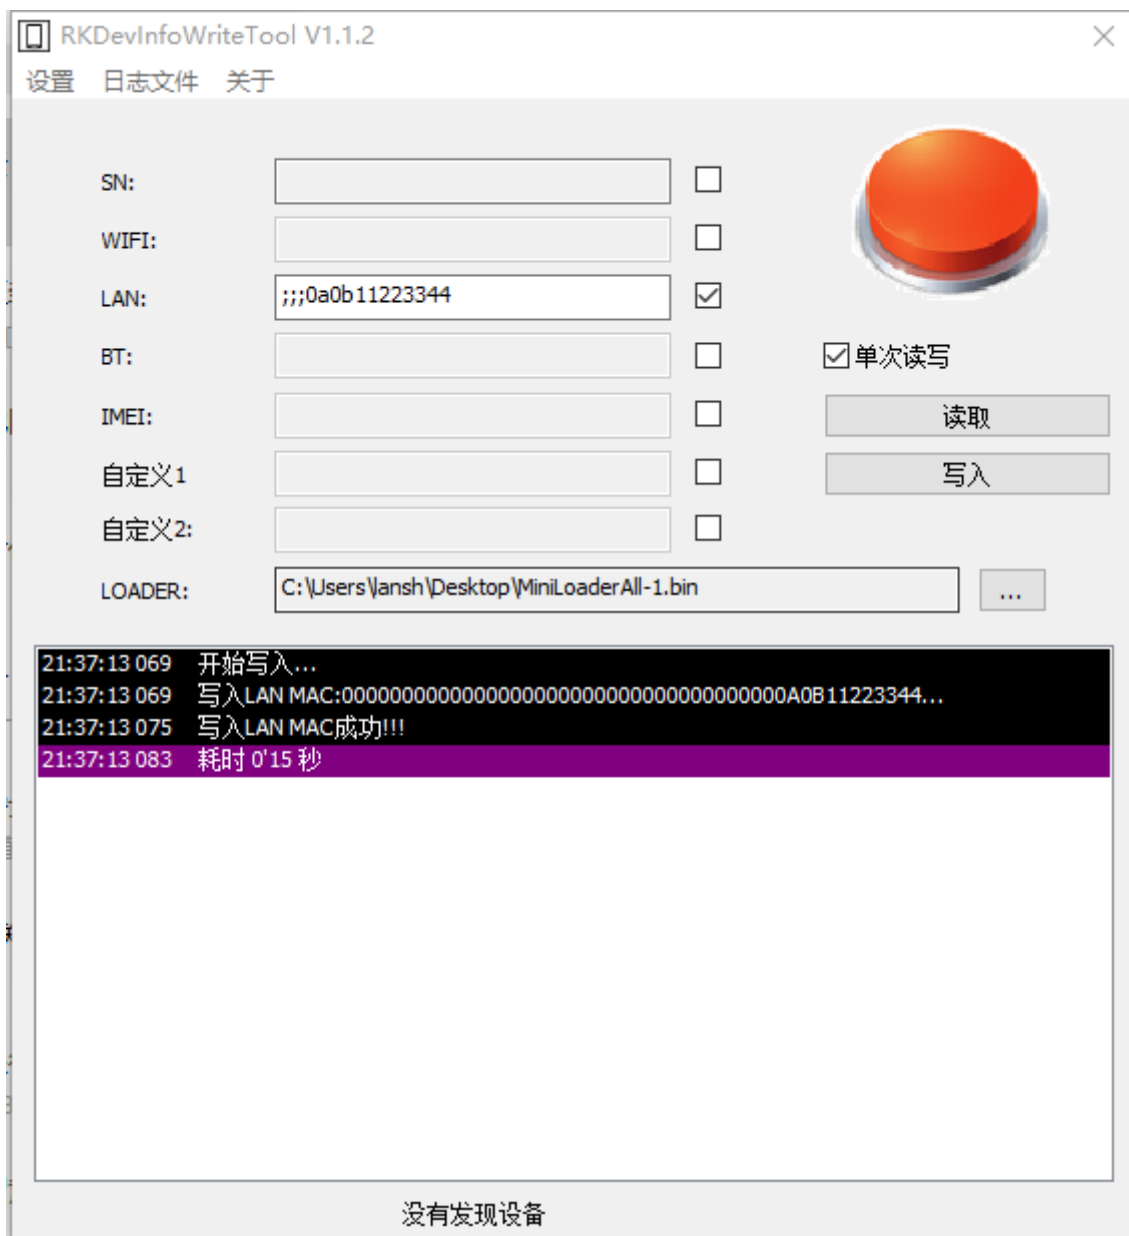 RKDevInfoWriteTool V1.1.2
设置 日志文件 关于
SN:
WIFI:
LAN: ;;;0a0b11223344
BT: 单次读写
IMEI: 读取
自定义1 写入
自定义2:
LOADER: C:\Users\lansh\Desktop\MiniLoaderAll-1.bin ...
21:37:13 069 开始写入...
21:37:13 069 写入LAN MAC:0000000000000000000000000000000000000A0B11223344...
21:37:13 075 写入LAN MAC成功!!!
21:37:13 083 耗时 0'15 秒
没有发现设备